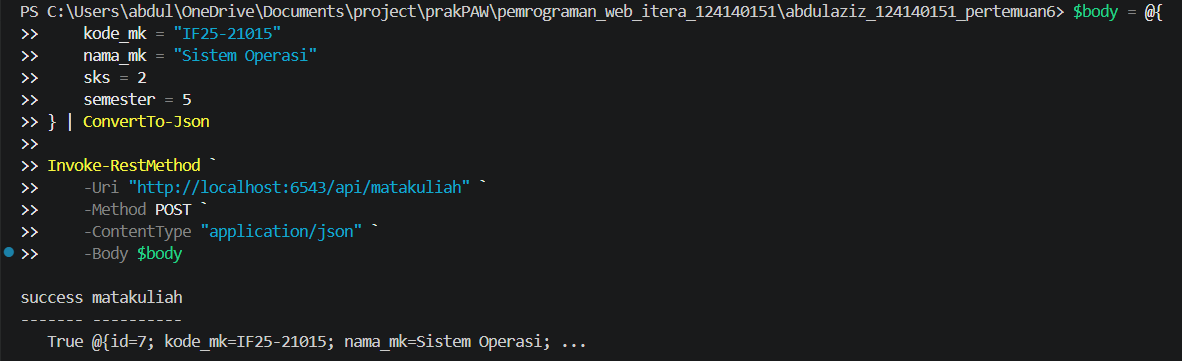 PS C:\Users\abdul\OneDrive\Documents\project\prakPAW\pemrograman_web_itera_124140151\abdulaziz_124140151_pertemuan6> $body = @{
>>     kode_mk = "IF25-21015"
>>     nama_mk = "Sistem Operasi"
>>     sks = 2
>>     semester = 5
>> } | ConvertTo-Json
>>
>> Invoke-RestMethod `
>>     -Uri "http://localhost:6543/api/matakuliah" `
>>     -Method POST `
>>     -ContentType "application/json" `
>>     -Body $body
success matakuliah
------- ----------
   True @{id=7; kode_mk=IF25-21015; nama_mk=Sistem Operasi; ...